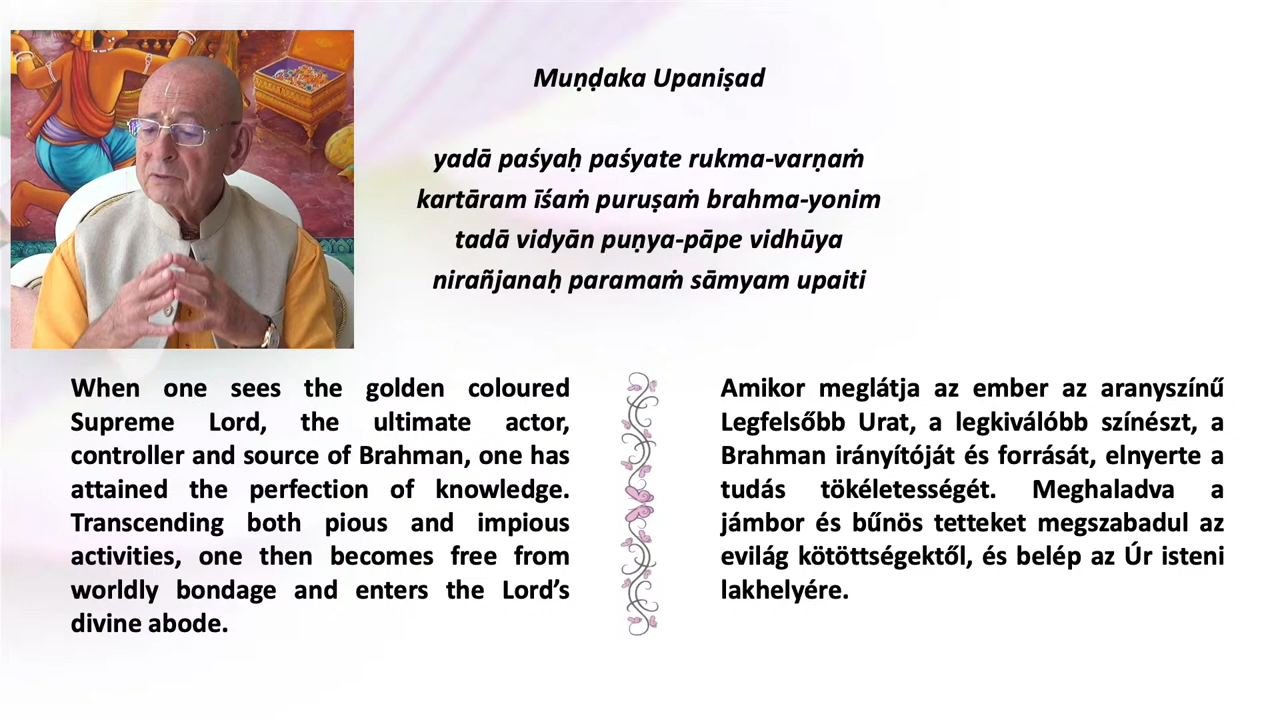 Muṇḍaka Upaniṣad
yadā paśyaḥ paśyate rukma-varṇaṁ
kartāram īśaṁ puruṣaṁ brahma-yonim
tadā vidyān puṇya-pāpe vidhūya
nirañjanaḥ paramaṁ sāmyam upaiti
When one sees the golden coloured
Supreme Lord, the ultimate actor,
controller and source of Brahman, one has
attained the perfection of knowledge.
Transcending both pious and impious
activities, one then becomes free from
worldly bondage and enters the Lord’s
divine abode.
Amikor meglátja az ember az aranyszínű
Legfelsőbb Urat, a legkiválóbb színészt, a
Brahman irányítóját és forrását, elnyerte a
tudás tökéletességét. Meghaladva a
jámbor és bűnös tetteket megszabadul az
evilág kötöttségektől, és belép az Úr isteni
lakhelyére.